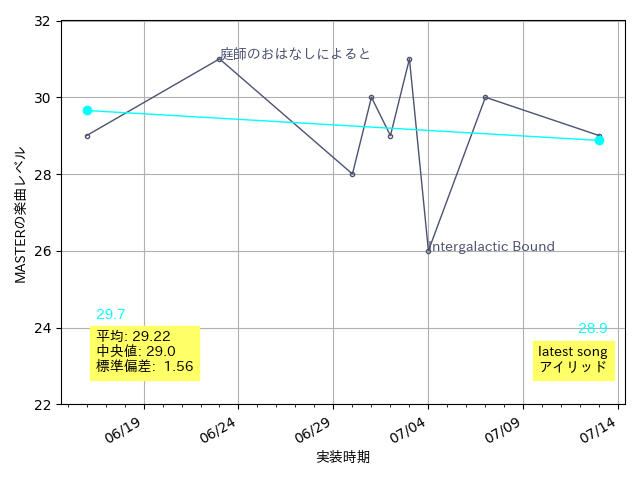 32
庭師のおはなしによると
30
28
26
Intergalactic Bound
29.7
28.9
24
平均: 29.22
中央値: 29.0
標準偏差: 1.56
latest song
アイリッド
22
06/19
06/24
06/29
07/04
07/09
07/14
実装時期
MASTERの楽曲レベル